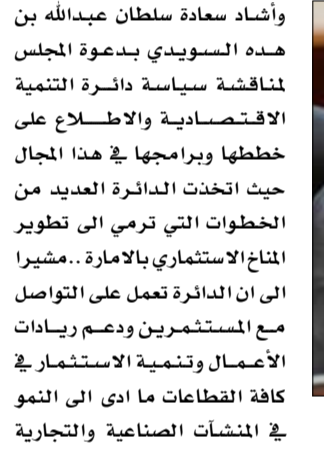 وأشاد سعادة سلطان عبدالله بن
هده السويدي بدعوة المجلس
لمناقشة سياسة دائرة التنمية
الاقتصادية والاطلاع على
خططها وبرامجها في هذا المجال
حيث اتخذت الدائرة العديد من
الخطوات التي ترمي الى تطوير
المناخ الاستثماري بالامارة ..مشيرا
الى ان الدائرة تعمل على التواصل
مع المستثمرين ودعم ريادات
الأعمال وتنمية الاستثمار في
كافة القطاعات ما ادى الى النمو
في المنشآت الصناعية والتجارية